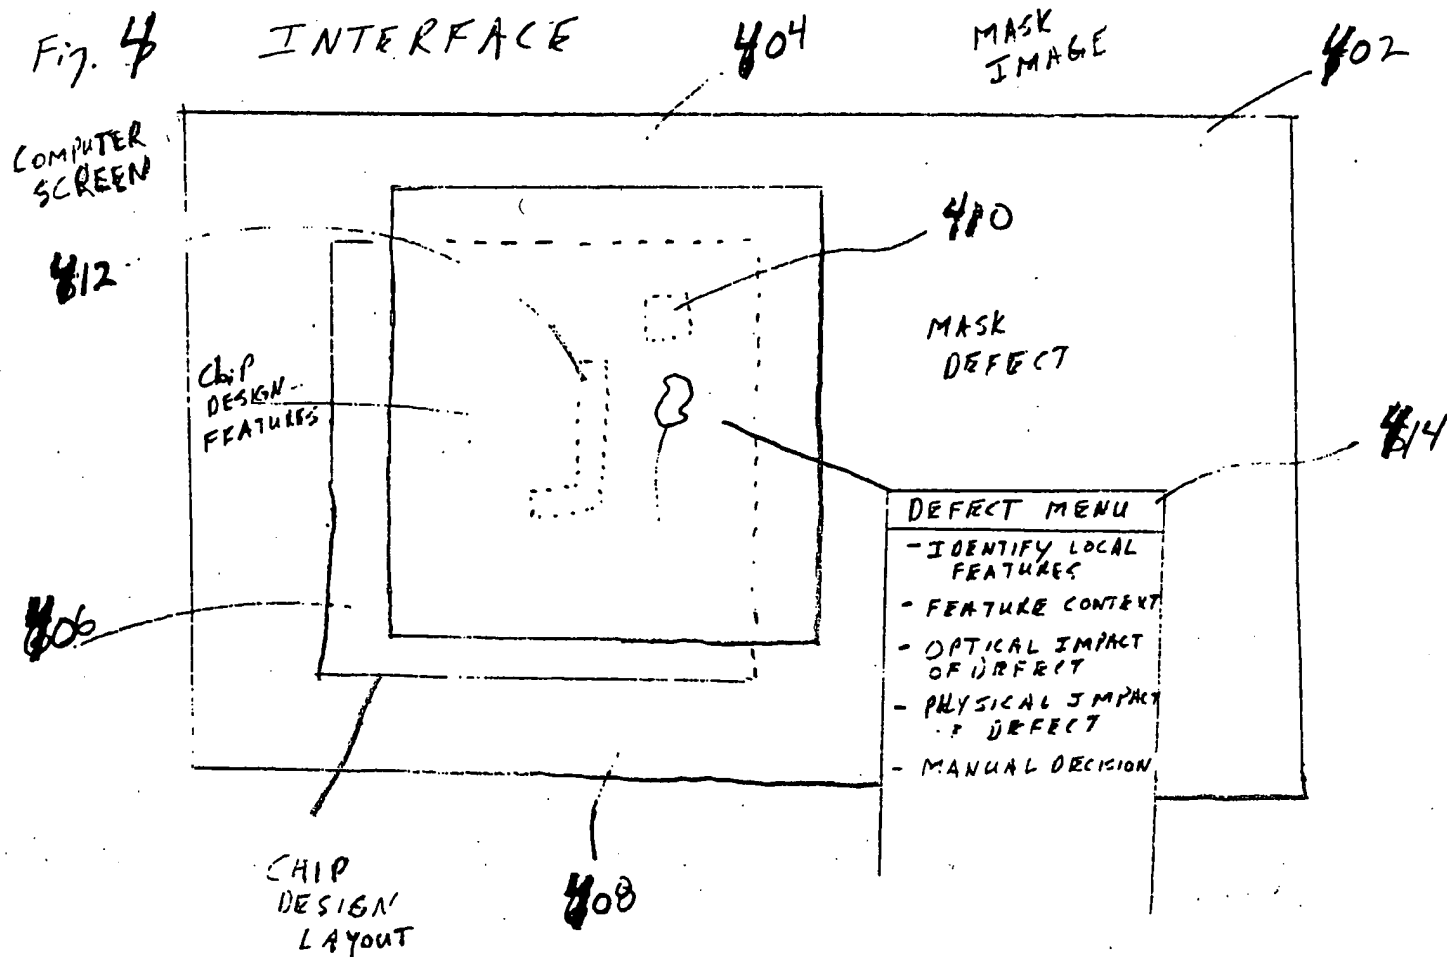 Fig. 4
INTERFACE
404
MASK
IMAGE
402
COMPUTER
SCREEN
412
410
MASK
DEFECT
Chip
DESIGN
FEATURES
414
DEFECT MENU
- IDENTIFY LOCAL
FEATURES
- FEATURE CONTEXT
- OPTICAL IMPACT
OF DEFECT
- PHYSICAL IMPACT
DEFECT
- MANUAL DECISION
406
408
CHIP
DESIGN
LAYOUT